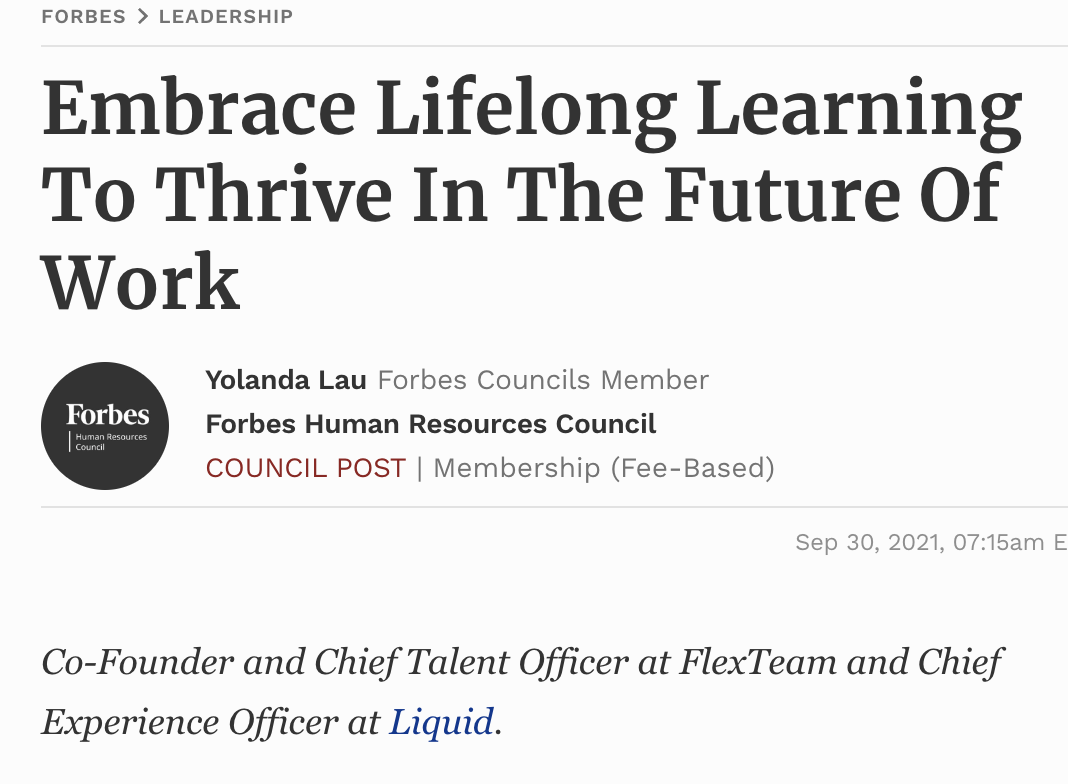 FORBES > LEADERSHIP
Embrace Lifelong Learning
To Thrive In The Future Of
Work
Forbes
Human Resources
Council
Yolanda Lau Forbes Councils Member
Forbes Human Resources Council
COUNCIL POST | Membership (Fee-Based)
Sep 30, 2021, 07:15am E
Co-Founder and Chief Talent Officer at FlexTeam and Chief
Experience Officer at Liquid.